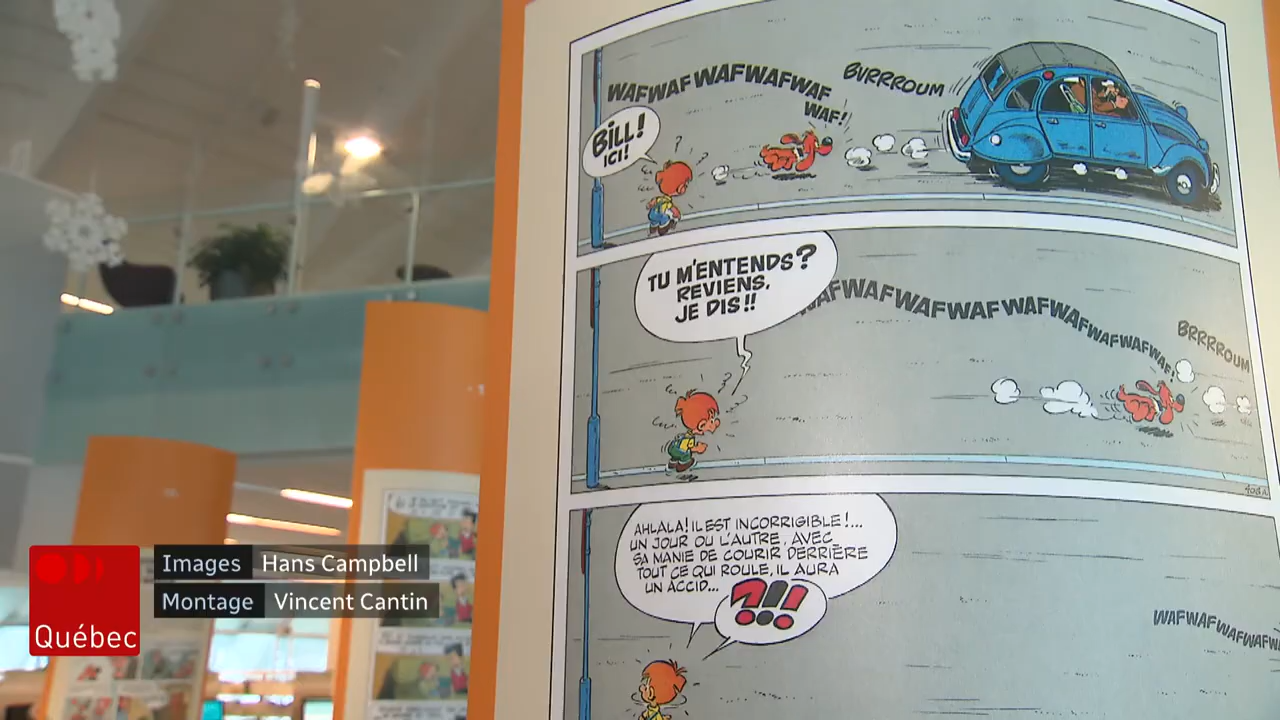 WAFWAFWAFWAFWAF
WAF!
BVRRROUM
BILL!
ICI!
TU M'ENTENDS?
REVIENS,
JE DIS!!
WAFWAFWAFWAFWAFWAFWAFWAFWAFWAF!
BRRRROUM
AHLALA! IL EST INCORRIGIBLE!...
UN JOUR OU L'AUTRE, AVEC
SA MANIE DE COURIR DERRIÈRE
TOUT CE QUI ROULE, IL AURA
UN ACCID...
?!!!
WAFWAFWAFWAFWAF
Images Hans Campbell
Montage Vincent Cantin
Québec